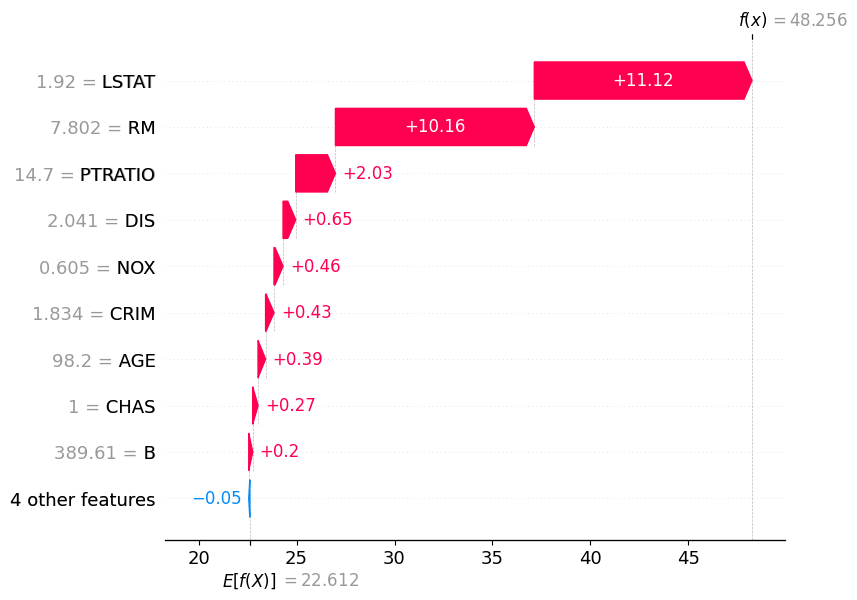 f(x) = 48.256
1.92 = LSTAT +11.12
7.802 = RM +10.16
14.7 = PTRATIO +2.03
2.041 = DIS +0.65
0.605 = NOX +0.46
1.834 = CRIM +0.43
98.2 = AGE +0.39
1 = CHAS +0.27
389.61 = B +0.2
4 other features −0.05
20 25 30 35 40 45
E[f(X)] = 22.612